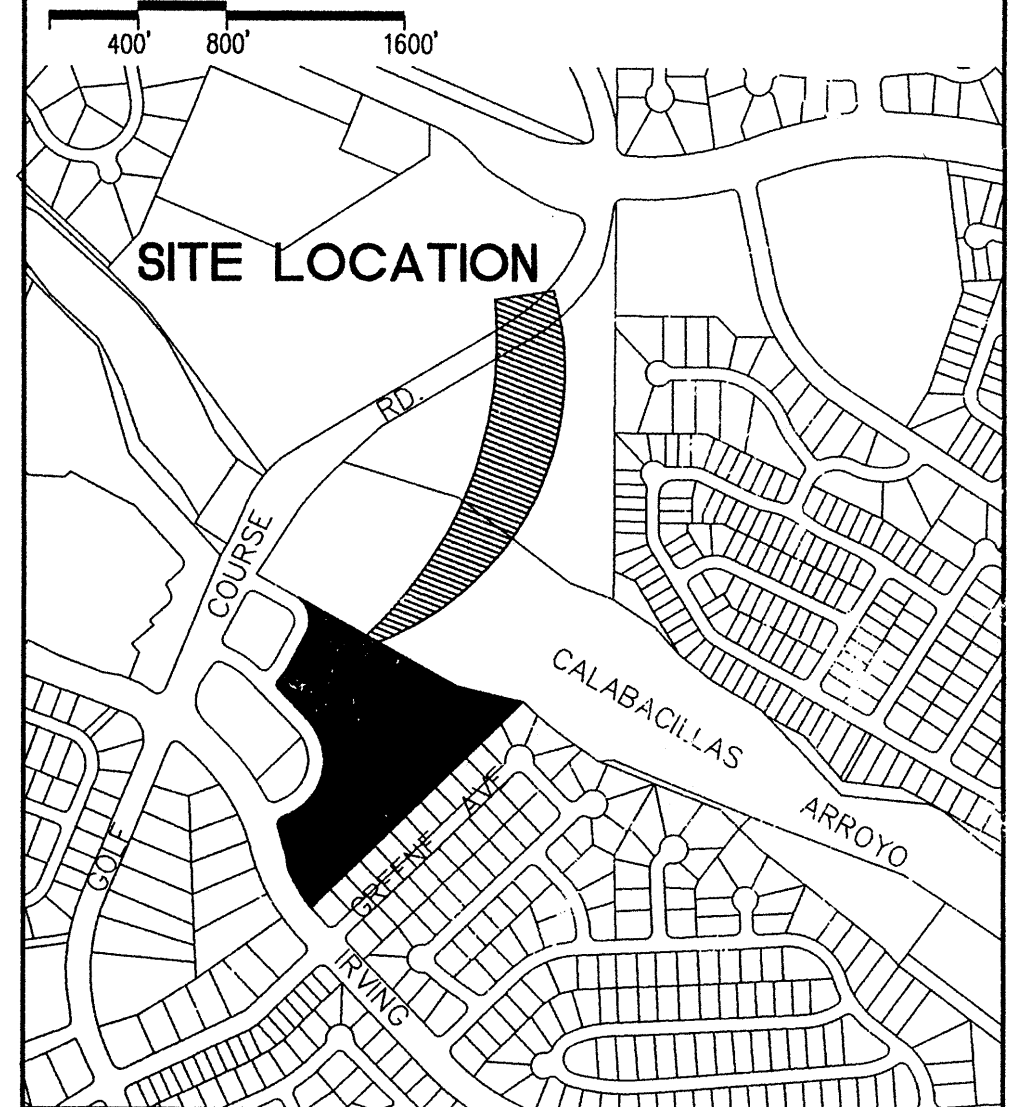 400' 800' 1600'
SITE LOCATION
RD.
COURSE
CALABACILLAS
ARROYO
GOLF
GREENE AVE
IRVING